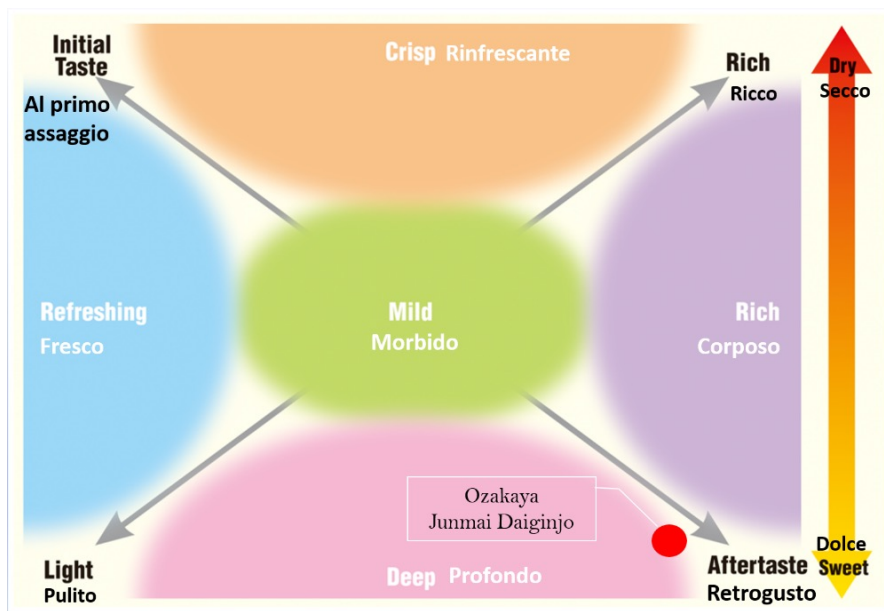 Initial
Taste
Al primo
assaggio
Crisp Rinfrescante
Rich
Ricco
Dry
Secco
Refreshing
Fresco
Mild
Morbido
Rich
Corposo
Ozakaya
Junmai Daiginjo
Light
Pulito
Deep Profondo
Aftertaste
Retrogusto
Dolce
Sweet